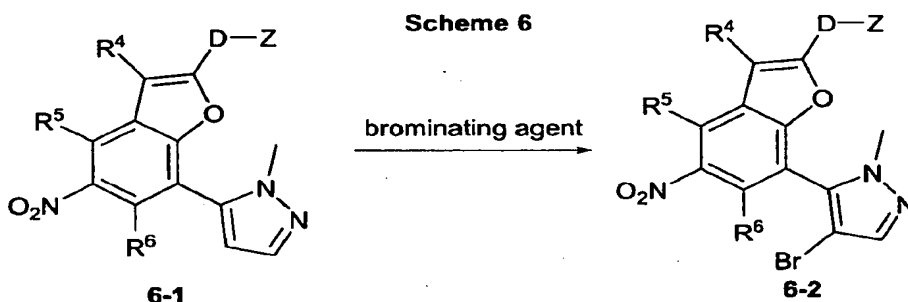 Scheme 6
D—Z
R⁴
O
R⁵
O₂N
R⁶
N
N
6-1
brominating agent
D—Z
R⁴
O
R⁵
O₂N
R⁶
N
N
Br
6-2